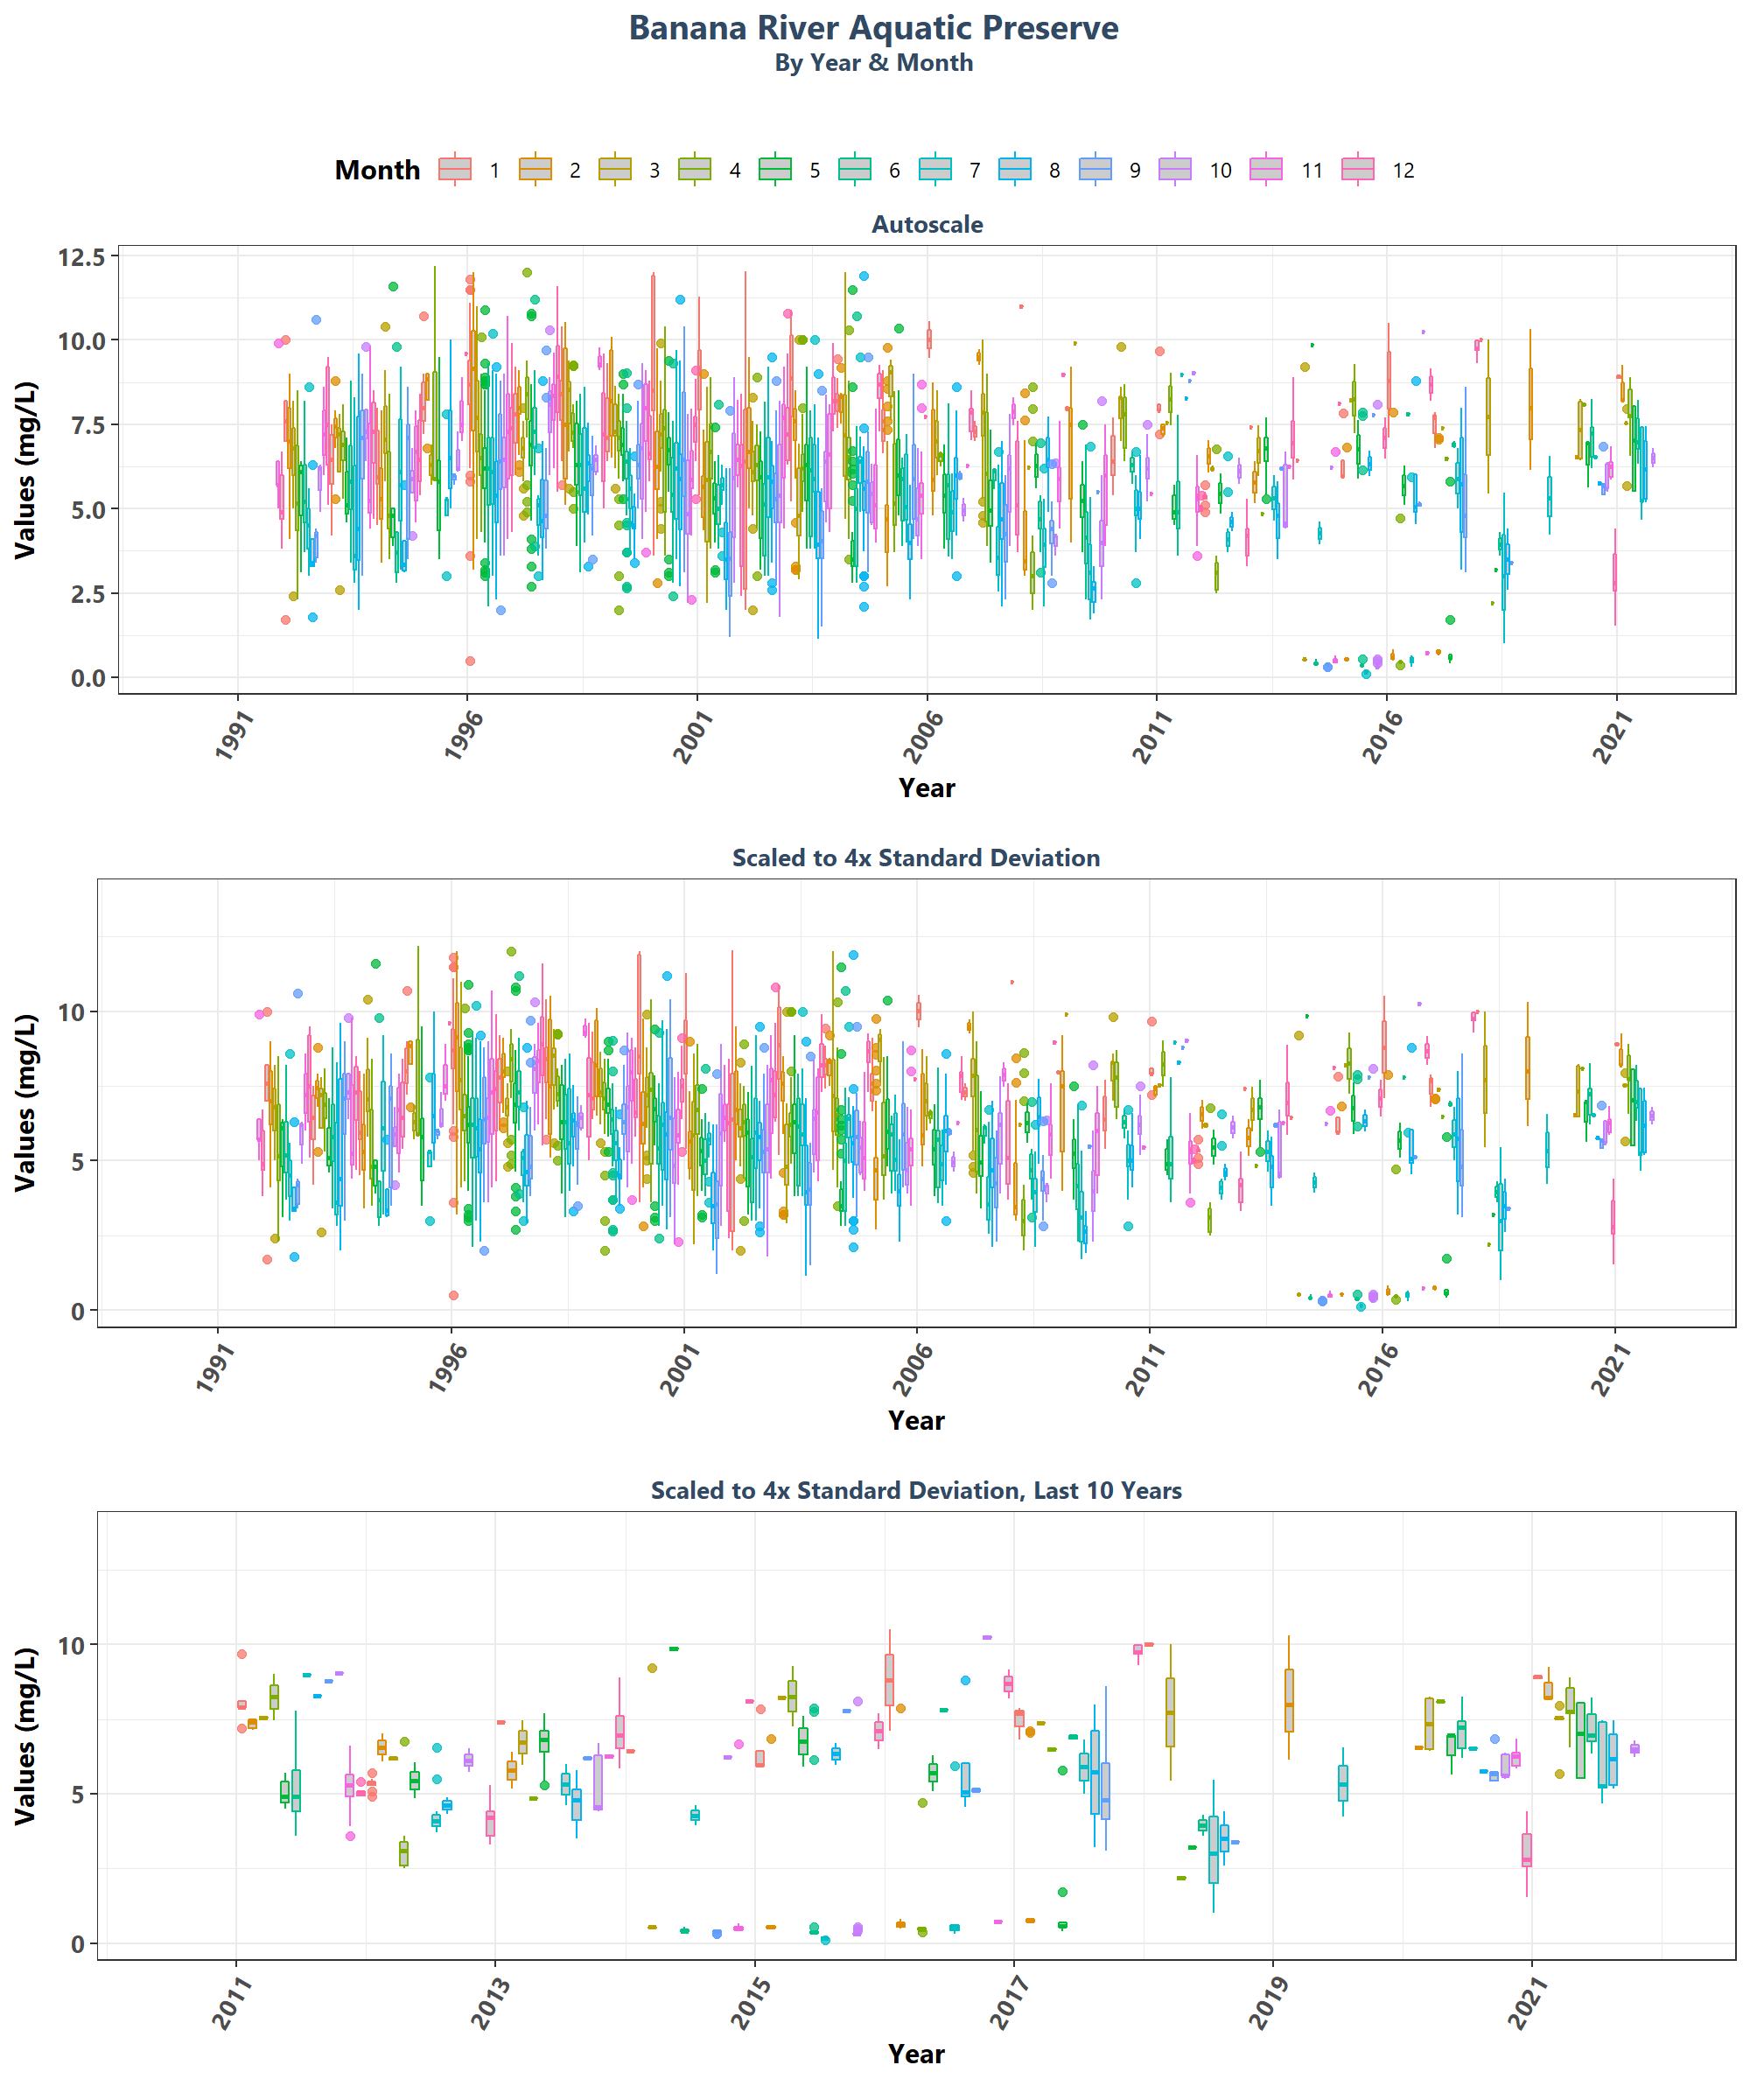 Banana River Aquatic Preserve
By Year & Month
Month 1 2 3 4 5 6 7 8 9 10 11 12
Autoscale
Values (mg/L)
12.5
10.0
7.5
5.0
2.5
0.0
1991 1996 2001 2006 2011 2016 2021
Year
Scaled to 4x Standard Deviation
Values (mg/L)
10
5
0
1991 1996 2001 2006 2011 2016 2021
Year
Scaled to 4x Standard Deviation, Last 10 Years
Values (mg/L)
10
5
0
2011 2013 2015 2017 2019 2021
Year